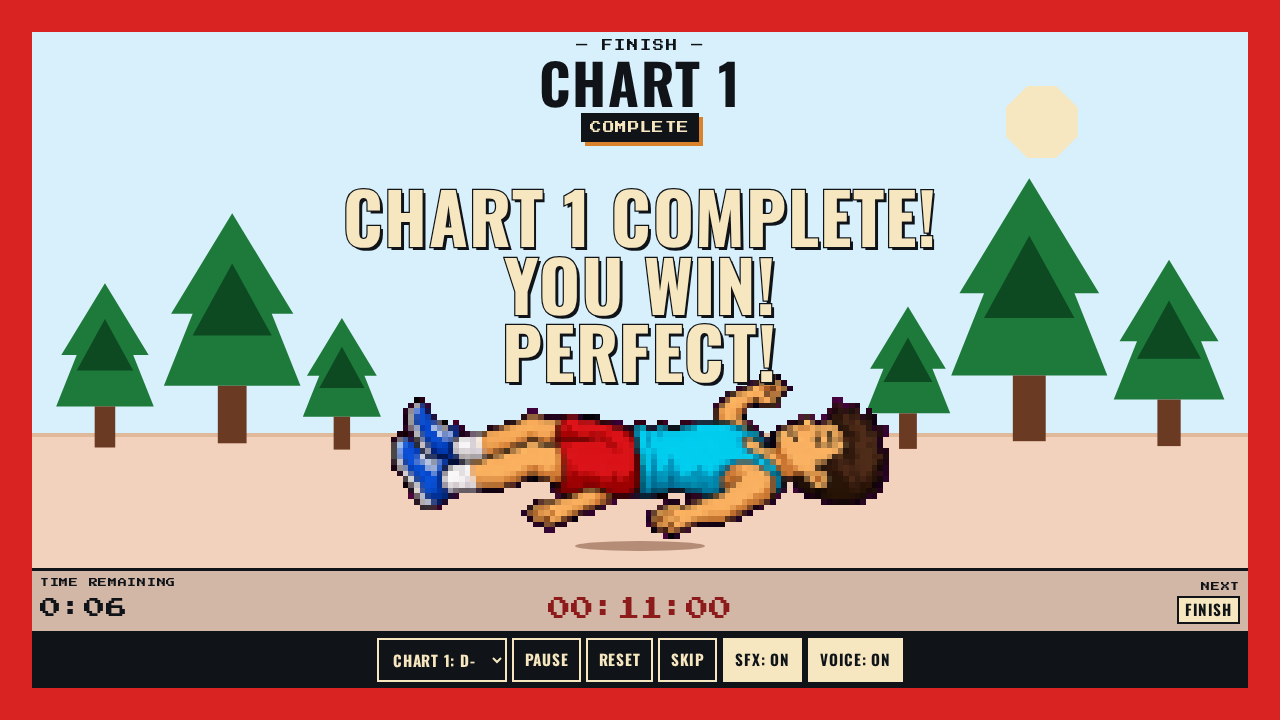 — FINISH —
CHART 1
COMPLETE
CHART 1 COMPLETE!
YOU WIN!
PERFECT!
TIME REMAINING
0:06
00:11:00
NEXT
FINISH
CHART 1: D-
PAUSE
RESET
SKIP
SFX: ON
VOICE: ON